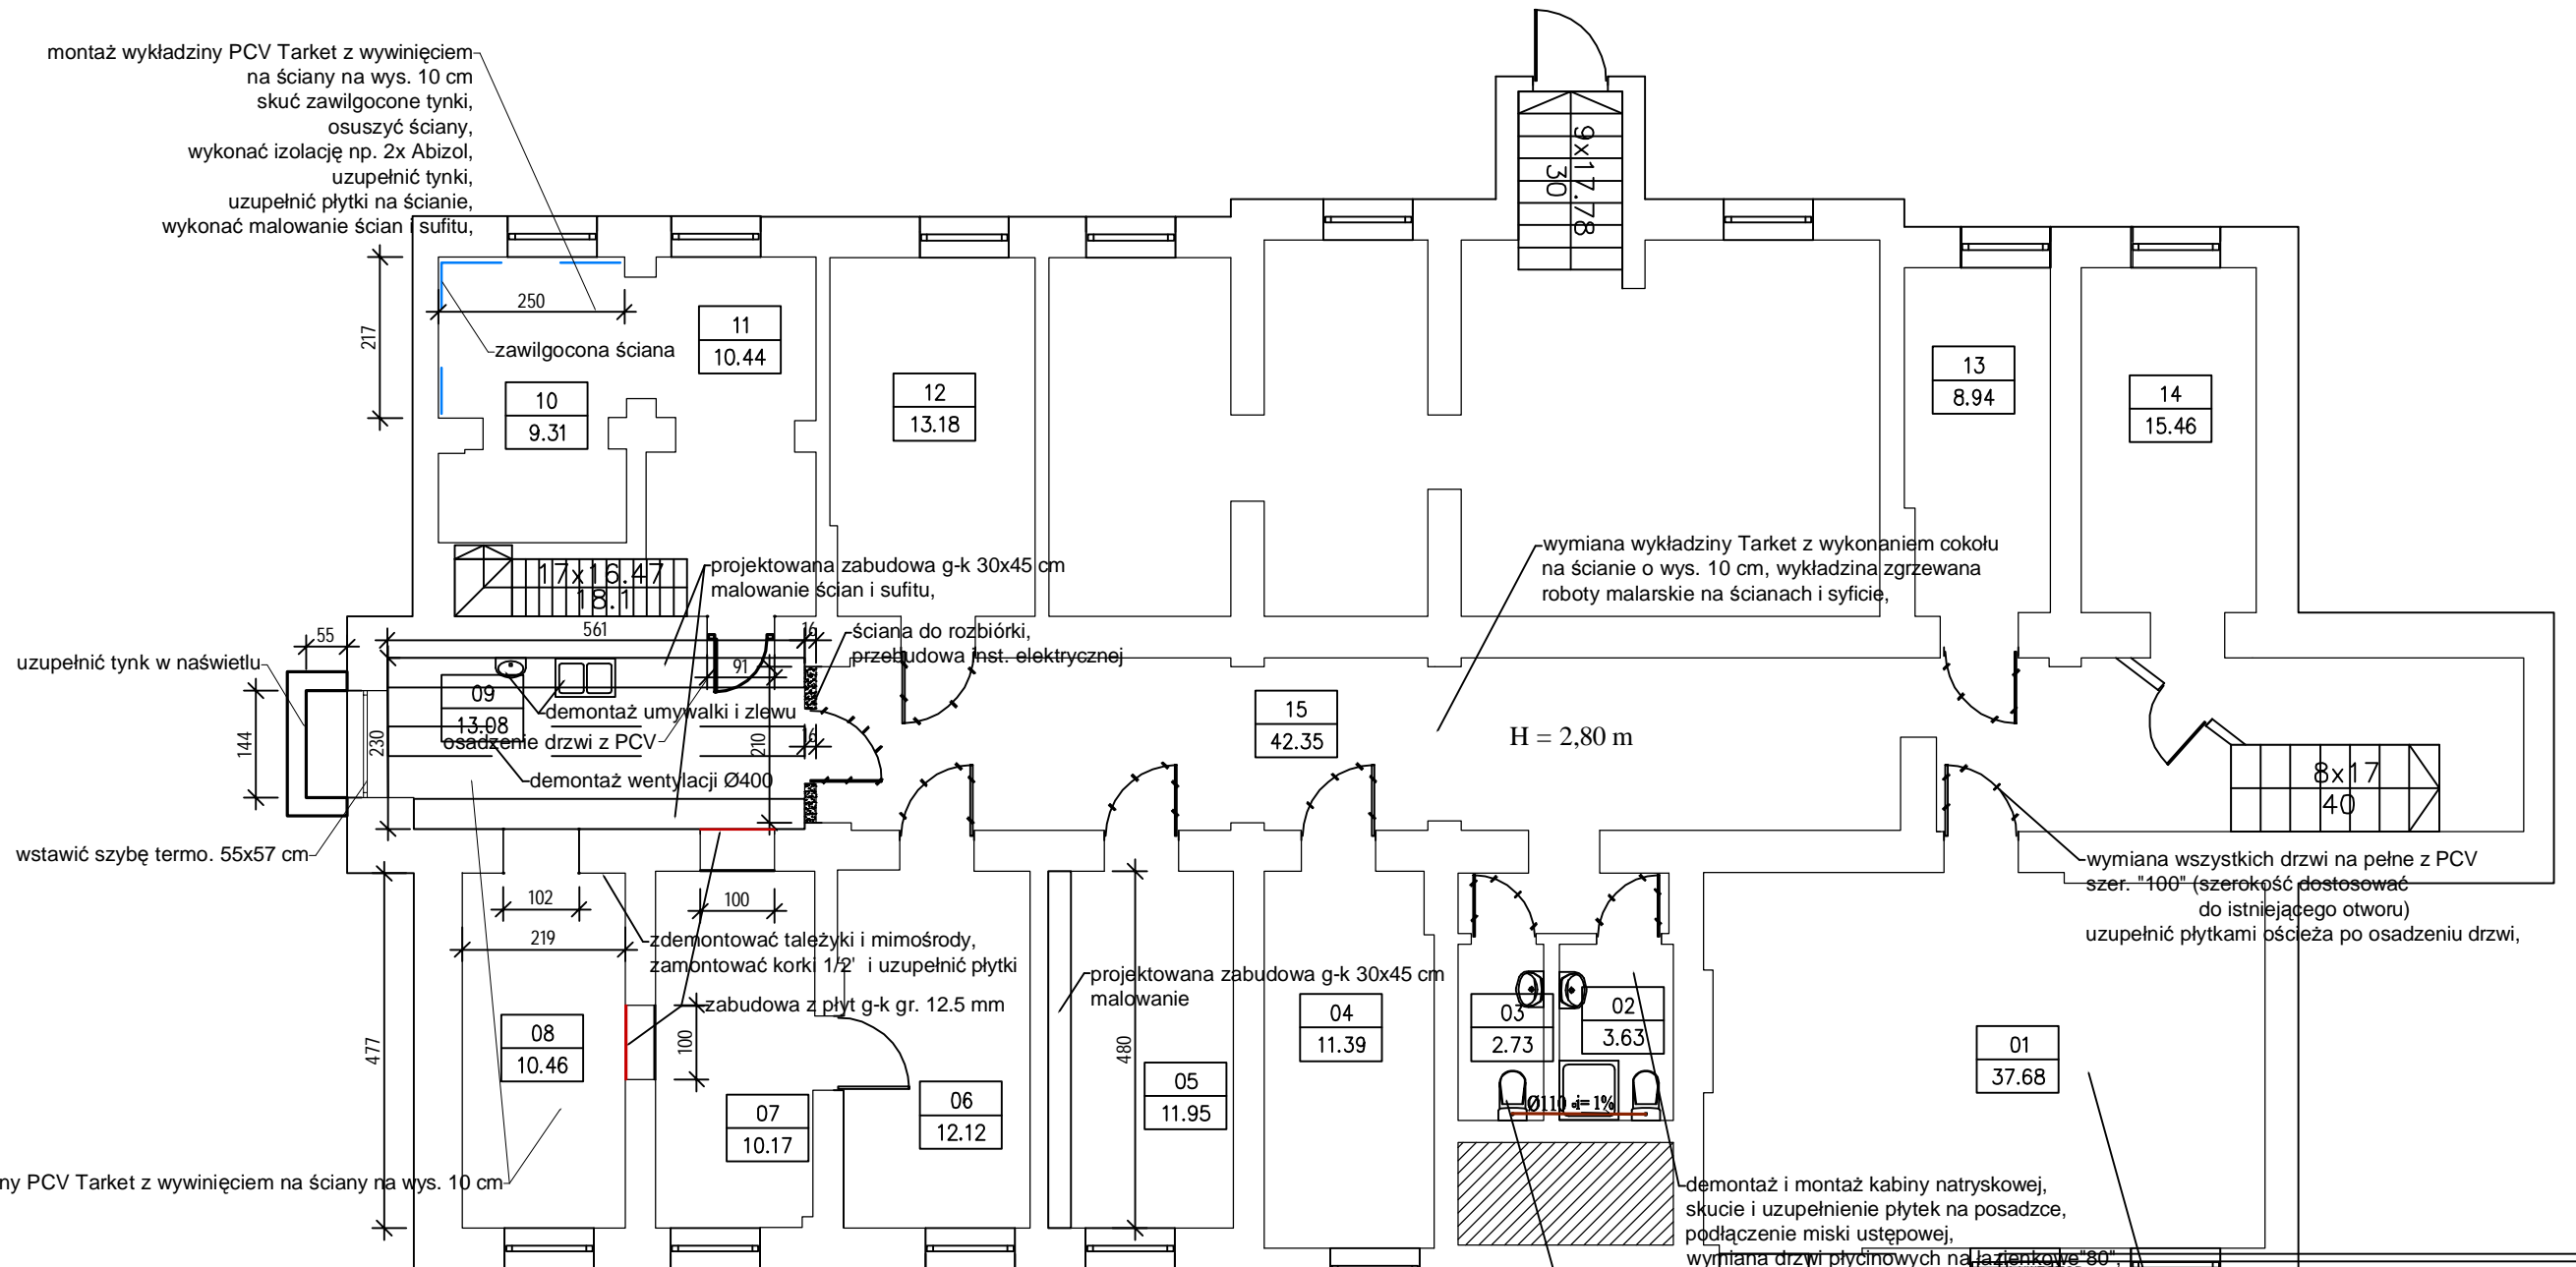 montaż wykładziny PCV Tarket z wywinięciem
na ściany na wys. 10 cm
skuć zawilgocone tynki,
osuszyć ściany,
wykonać izolację np. 2x Abizol,
uzupełnić tynki,
uzupełnić płytki na ścianie,
wykonać malowanie ścian i sufitu,
9x17.78
30
250
217
zawilgocona ściana
11
10.44
10
9.31
12
13.18
13
8.94
14
15.46
17x16.47
18.1
projektowana zabudowa g-k 30x45 cm
malowanie ścian i sufitu,
wymiana wykładziny Tarket z wykonaniem cokołu
na ścianie o wys. 10 cm, wykładzina zgrzewana
roboty malarskie na ścianach i syficie,
55
561
16
ściana do rozbiórki,
przebudowa inst. elektrycznej
uzupełnić tynk w naświetlu
91
09
13.08
demontaż umywalki i zlewu
osadzenie drzwi z PCV
144
230
210
16
demontaż wentylacji Ø400
15
42.35
H = 2,80 m
8x17
40
wstawić szybę termo. 55x57 cm
wymiana wszystkich drzwi na pełne z PCV
szer. "100" (szerokość dostosować
do istniejącego otworu)
uzupełnić płytkami ościeża po osadzeniu drzwi,
102
100
219
zdemontować tależyki i mimośrody,
zamontować korki 1/2' i uzupełnić płytki
zabudowa z płyt g-k gr. 12.5 mm
projektowana zabudowa g-k 30x45 cm
malowanie
477
100
480
08
10.46
07
10.17
06
12.12
05
11.95
04
11.39
03
2.73
02
3.63
01
37.68
Ø110 i= 1%
ny PCV Tarket z wywinięciem na ściany na wys. 10 cm
demontaż i montaż kabiny natryskowej,
skucie i uzupełnienie płytek na posadzce,
podłączenie miski ustępowej,
wymiana drzwi płycinowych na łazienkowe"80",